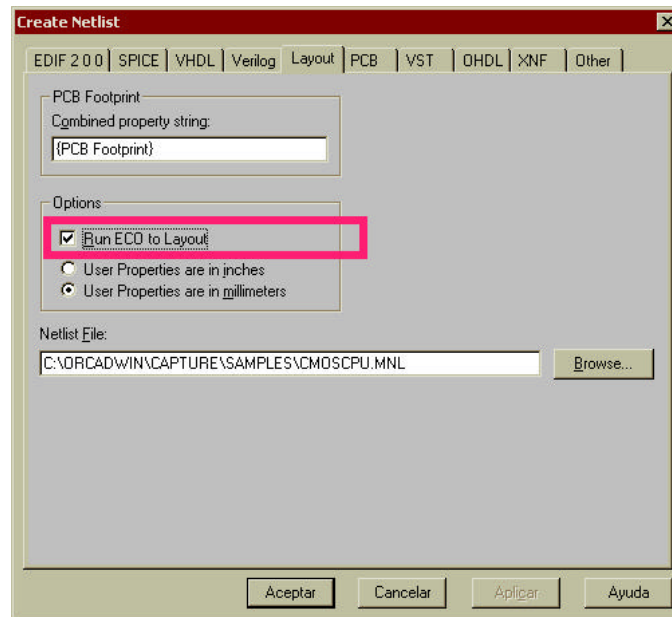 Create Netlist
EDIF 2 0 0 SPICE VHDL Verilog Layout PCB VST OHDL XNF Other
PCB Footprint
Combined property string:
{PCB Footprint}
Options
Run ECO to Layout
User Properties are in inches
User Properties are in millimeters
Netlist File:
C:\ORCADWIN\CAPTURE\SAMPLES\CMOSCPU.MNL
Browse...
Aceptar Cancelar Aplicar Ayuda